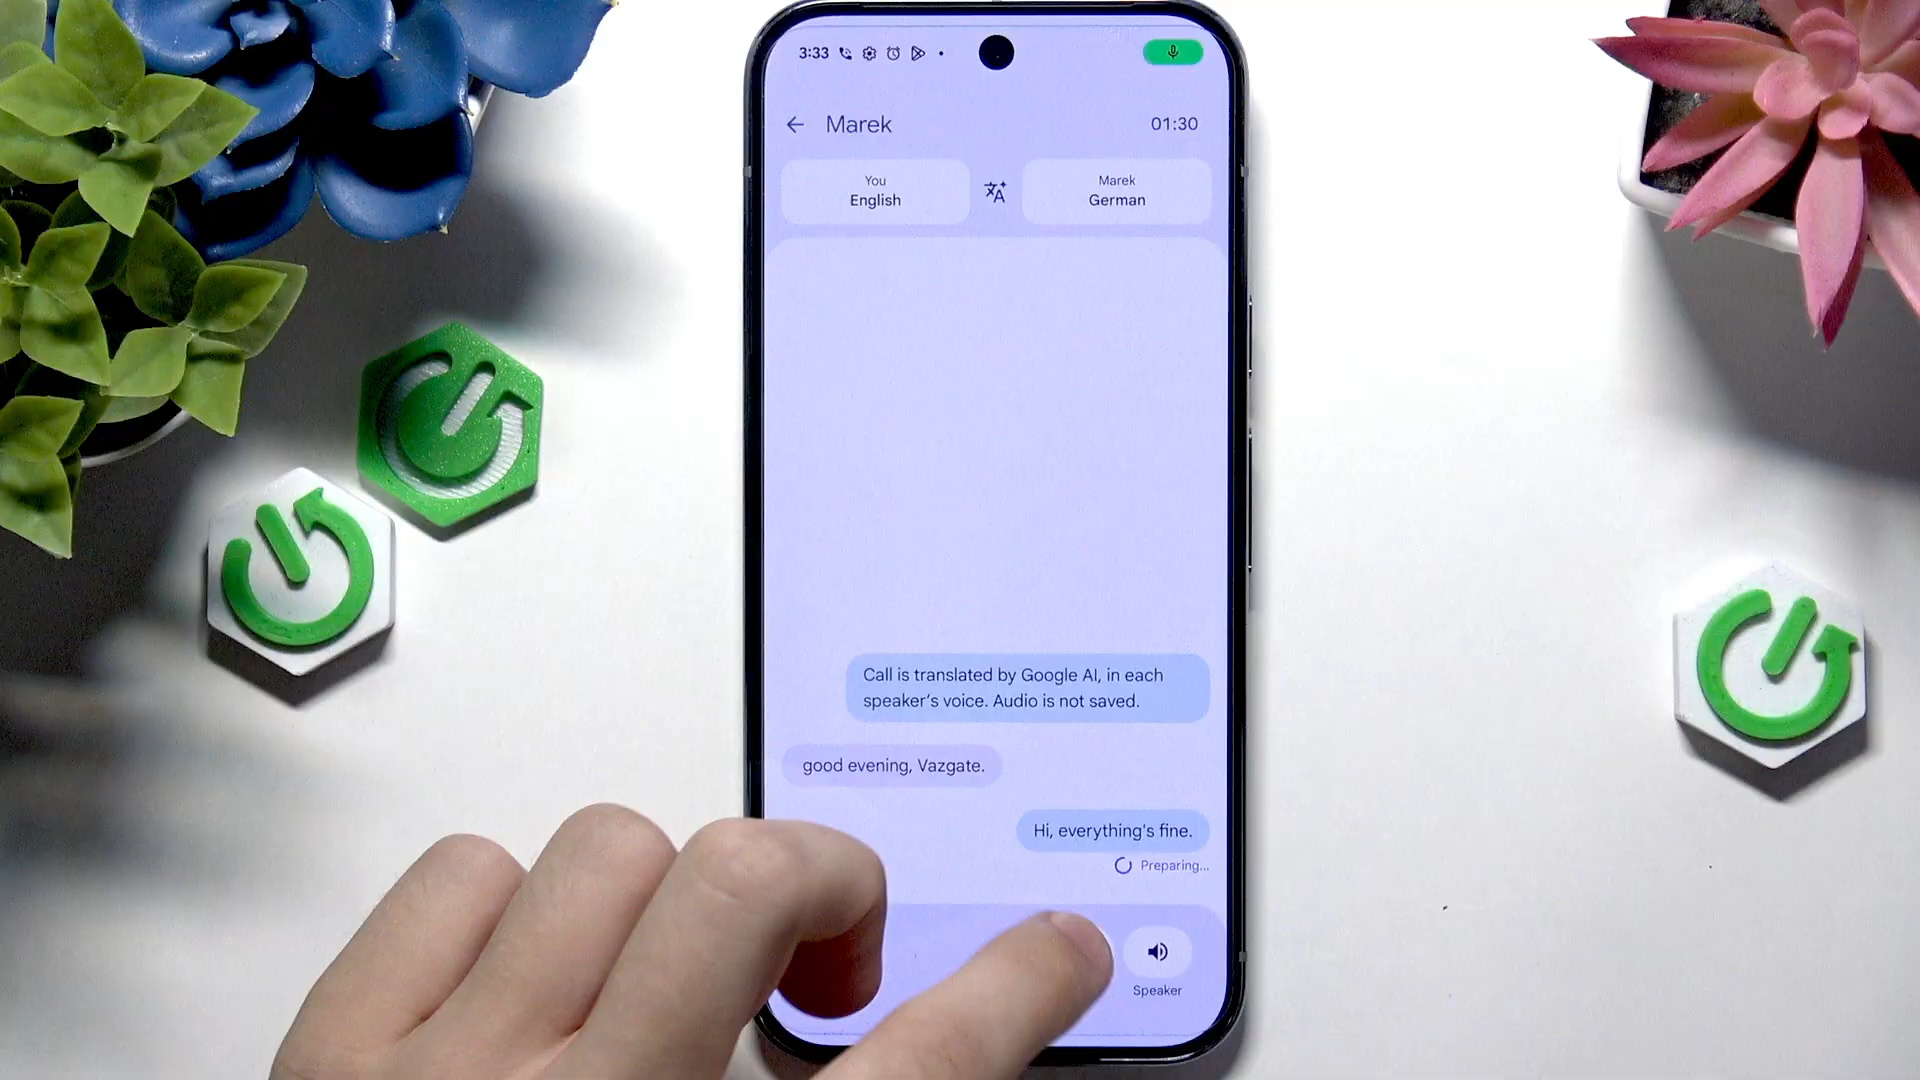 3:33
Marek
01:30
You
English
Marek
German
Call is translated by Google AI, in each
speaker's voice. Audio is not saved.
good evening, Vazgate.
Hi, everything's fine.
Preparing...
Speaker